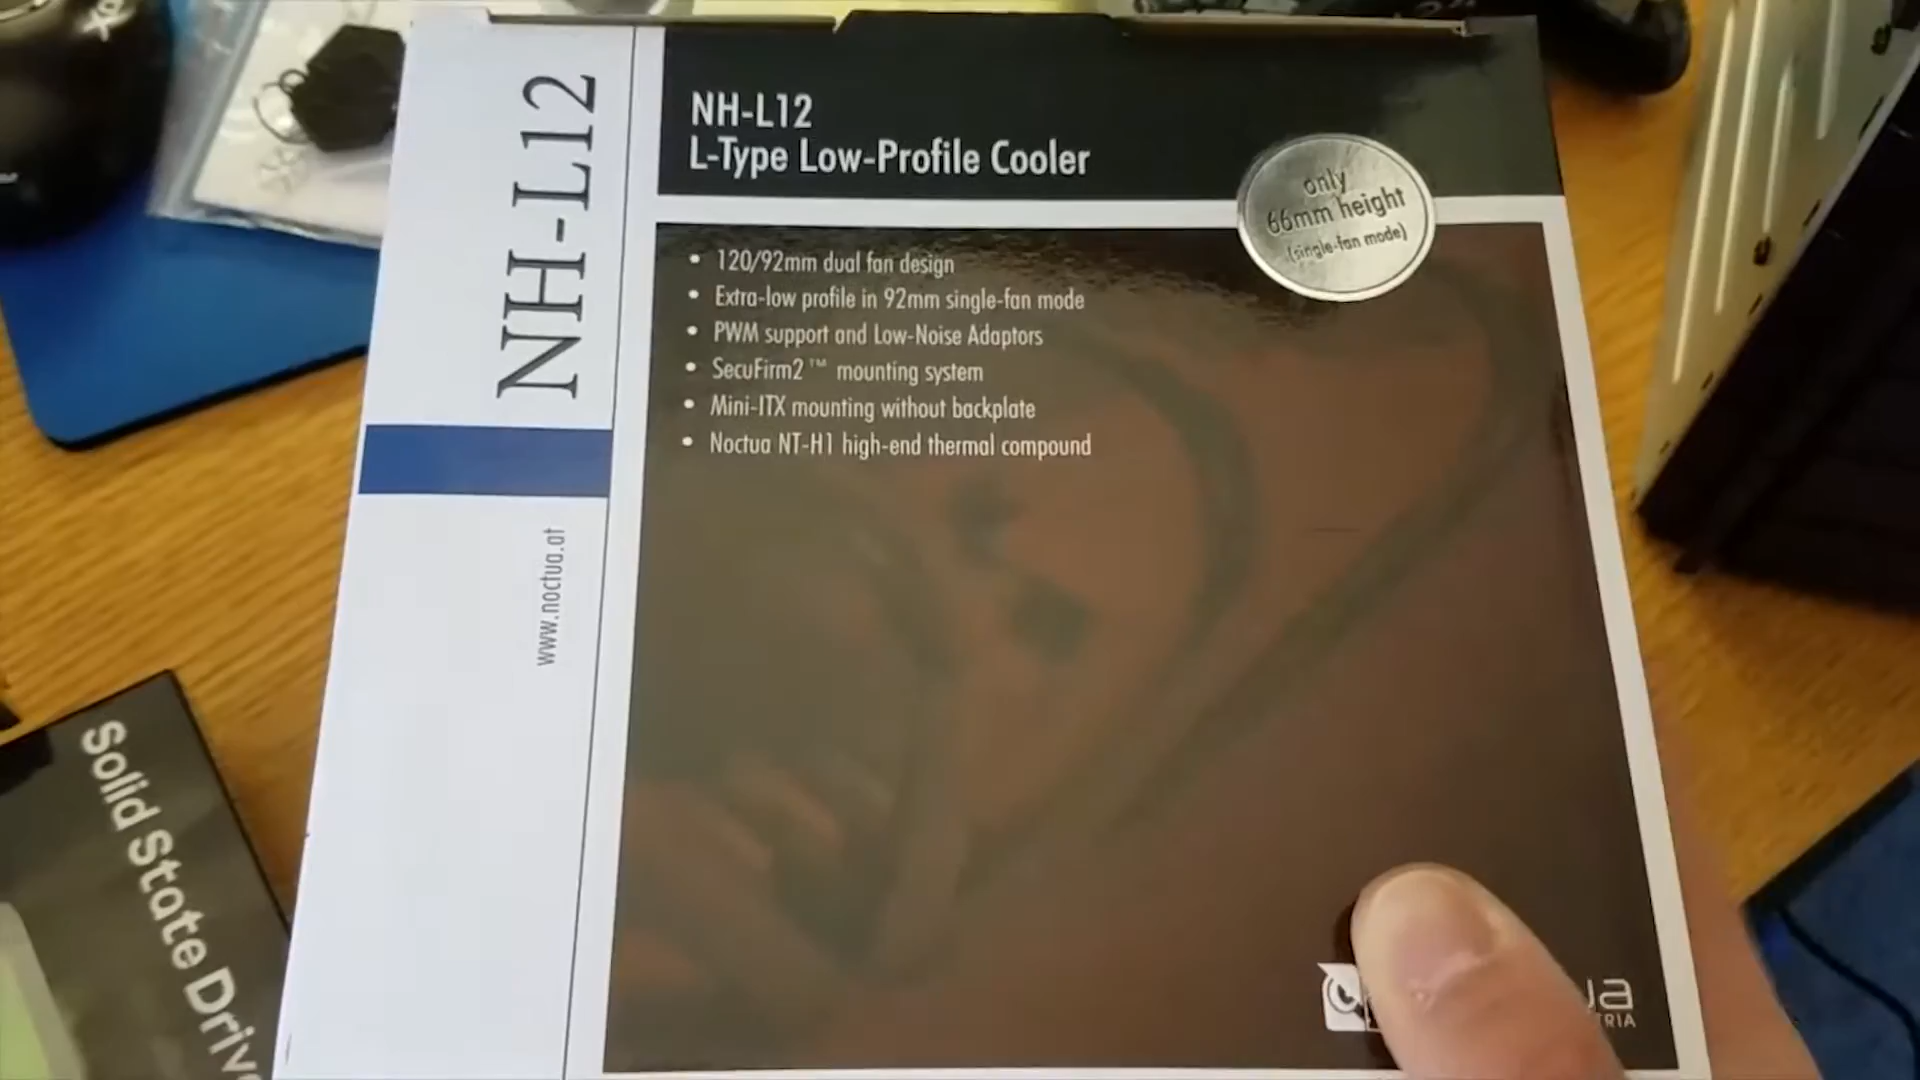 NH-L12
NH-L12
L-Type Low-Profile Cooler
only
66mm height
(single-fan mode)
• 120/92mm dual fan design
• Extra-low profile in 92mm single-fan mode
• PWM support and Low-Noise Adaptors
• SecuFirm2™ mounting system
• Mini-ITX mounting without backplate
• Noctua NT-H1 high-end thermal compound
www.noctua.at
Solid State Driv